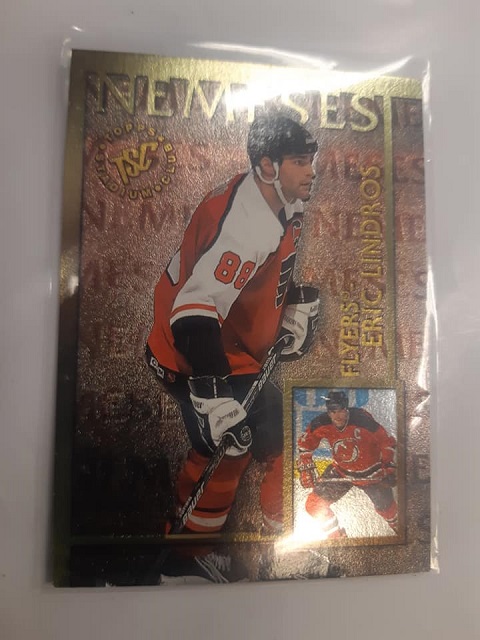 NEMESES
TOPPS
TSC
STADIUM CLUB
FLYERS
ERIC LINDROS
88
C